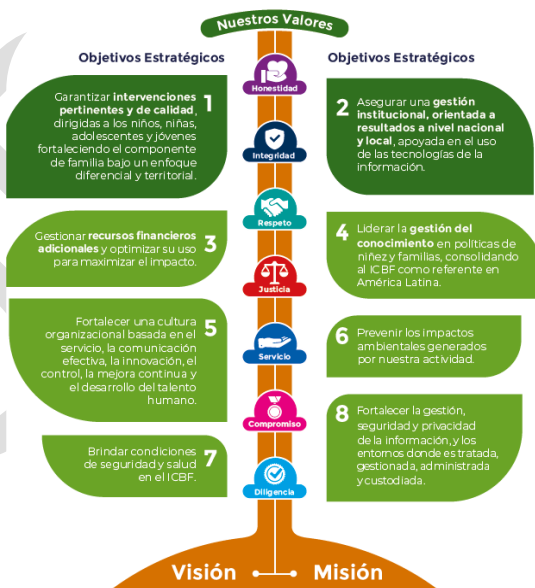 Nuestros Valores
Objetivos Estratégicos
Objetivos Estratégicos
Honestidad
1
Garantizar intervenciones
pertinentes y de calidad,
dirigidas a los niños, niñas,
adolescentes y jóvenes
fortaleciendo el componente
de familia bajo un enfoque
diferencial y territorial.
2
Asegurar una gestión
institucional, orientada a
resultados a nivel nacional
y local, apoyada en el uso
de las tecnologías de la
información.
Integridad
Respeto
3
Gestionar recursos financieros
adicionales y optimizar su uso
para maximizar el impacto.
4
Liderar la gestión del
conocimiento en políticas de
niñez y familias, consolidando
al ICBF como referente en
América Latina.
Justicia
5
Fortalecer una cultura
organizacional basada en el
servicio, la comunicación
efectiva, la innovación, el
control, la mejora continua y
el desarrollo del talento
humano.
6
Prevenir los impactos
ambientales generados
por nuestra actividad.
Servicio
Compromiso
7
Brindar condiciones
de seguridad y salud
en el ICBF.
8
Fortalecer la gestión,
seguridad y privacidad
de la información, y los
entornos donde es tratada,
gestionada, administrada
y custodiada.
Diligencia
Visión
Misión